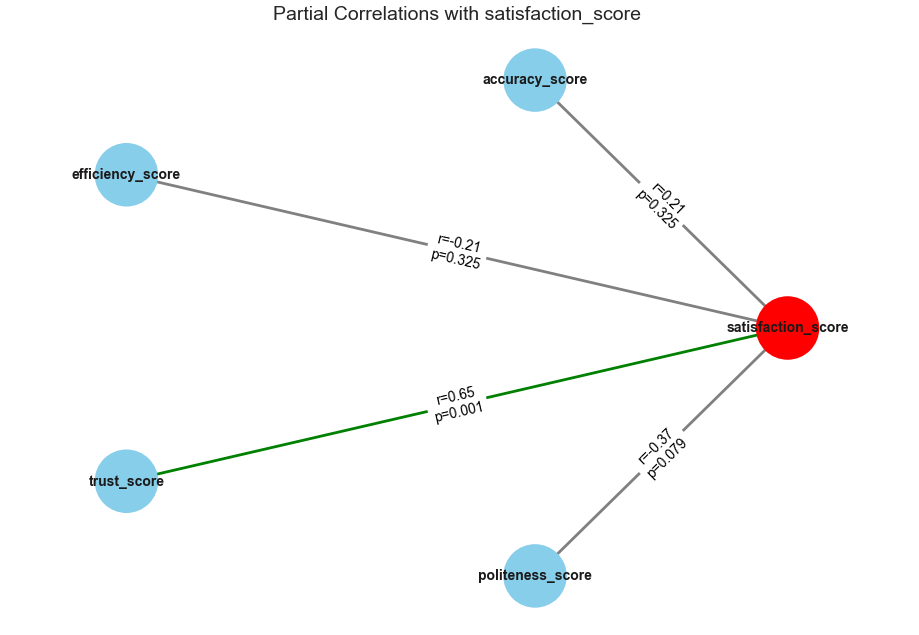 Partial Correlations with satisfaction_score
accuracy_score
efficiency_score
r=0.21
p=0.325
r=-0.21
p=0.325
satisfaction_score
r=0.65
p=0.001
r=-0.37
p=0.079
trust_score
politeness_score